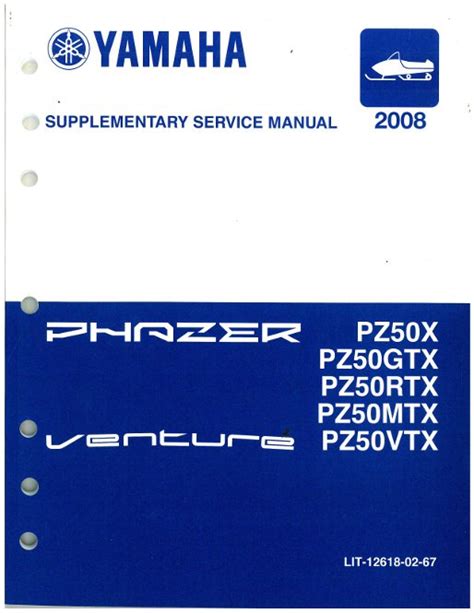 YAMAHA
SUPPLEMENTARY SERVICE MANUAL 2008
PHAZER PZ50X
PZ50GTX
PZ50RTX
PZ50MTX
venture PZ50VTX
LIT-12618-02-67